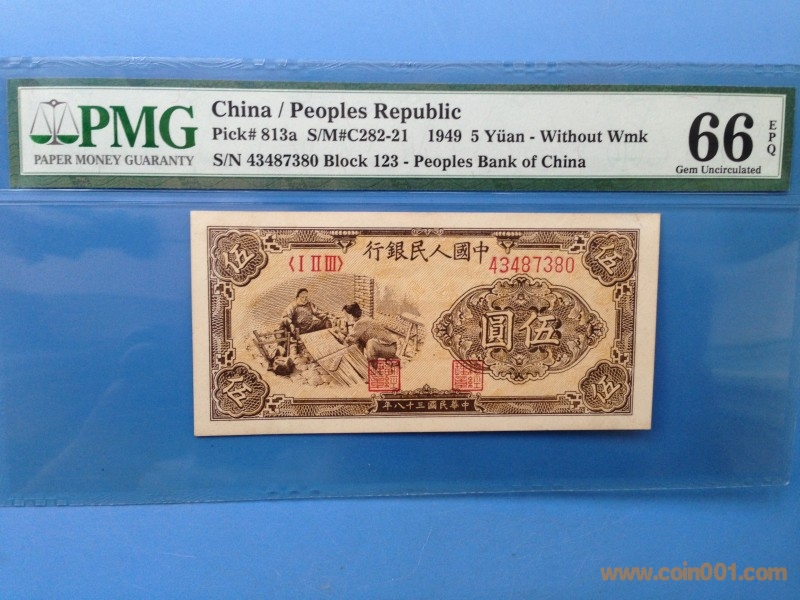 PMG
PAPER MONEY GUARANTY
China / Peoples Republic
Pick# 813a S/M#C282-21 1949 5 Yüan - Without Wmk
S/N 43487380 Block 123 - Peoples Bank of China
66
EPQ
Gem Uncirculated
行銀民人國中
〈I II III〉
43487380
伍
伍
圓伍
伍
伍
年八十三國民華中
www.coin001.com